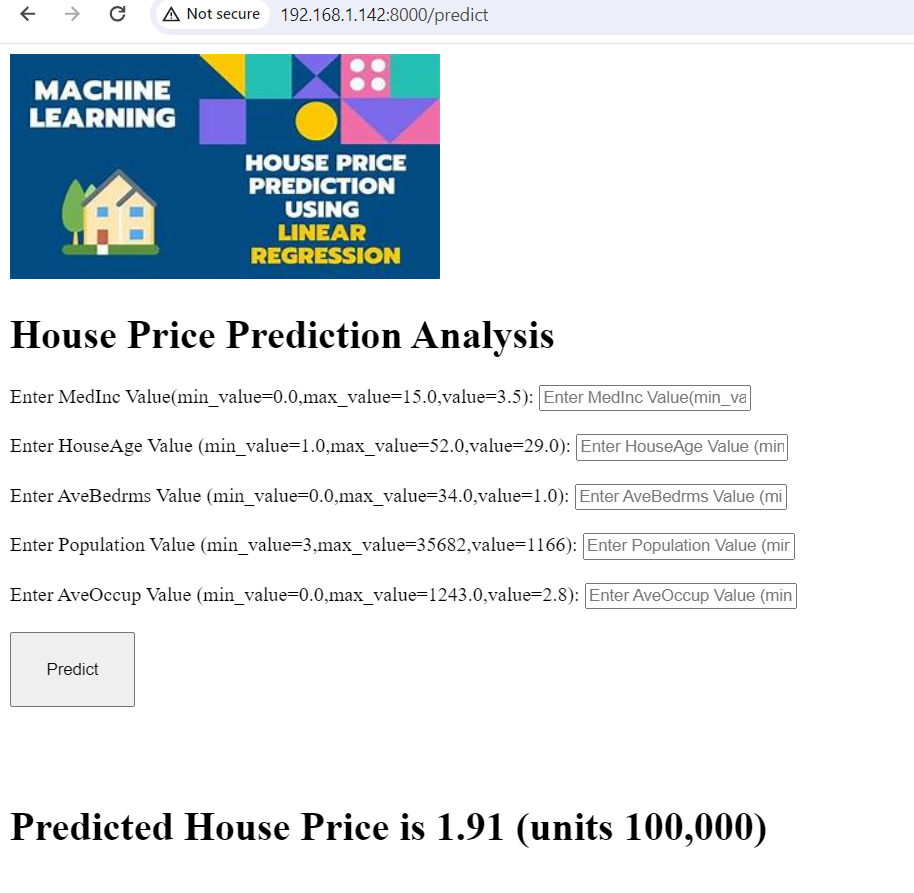 Not secure 192.168.1.142:8000/predict
MACHINE
LEARNING
HOUSE PRICE
PREDICTION
USING
LINEAR
REGRESSION
House Price Prediction Analysis
Enter MedInc Value(min_value=0.0,max_value=15.0,value=3.5): Enter MedInc Value(min_va
Enter HouseAge Value (min_value=1.0,max_value=52.0,value=29.0): Enter HouseAge Value (min
Enter AveBedrms Value (min_value=0.0,max_value=34.0,value=1.0): Enter AveBedrms Value (mi
Enter Population Value (min_value=3,max_value=35682,value=1166): Enter Population Value (mir
Enter AveOccup Value (min_value=0.0,max_value=1243.0,value=2.8): Enter AveOccup Value (min
Predict
Predicted House Price is 1.91 (units 100,000)